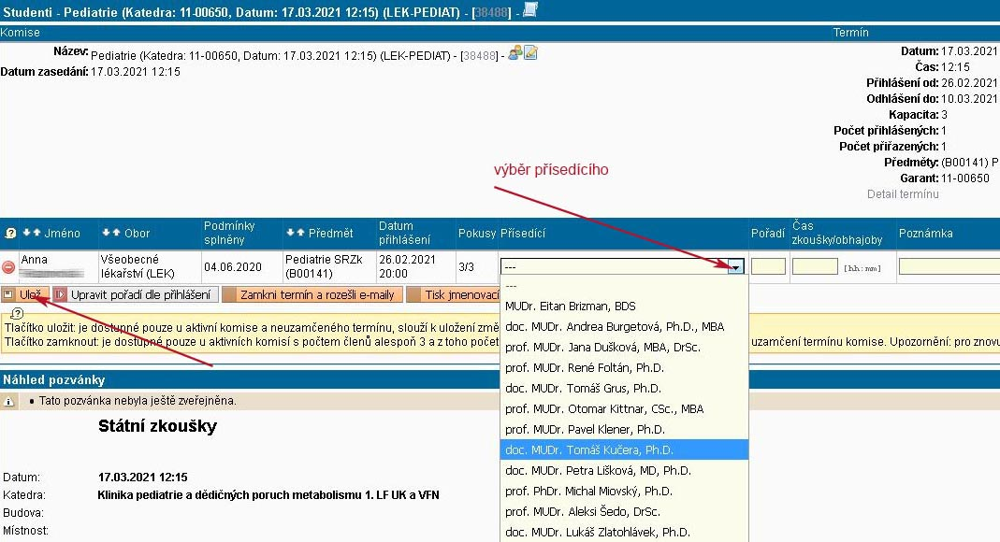 Studenti - Pediatrie (Katedra: 11-00650, Datum: 17.03.2021 12:15) (LEK-PEDIAT) - [38488] -
Komise Termín
Název: Pediatrie (Katedra: 11-00650, Datum: 17.03.2021 12:15) (LEK-PEDIAT) - [38488] -
Datum zasedání: 17.03.2021 12:15
Datum: 17.03.2021
Čas: 12:15
Přihlášení od: 26.02.2021
Odhlášení do: 10.03.2021
Kapacita: 3
Počet přihlášených: 1
Počet přiřazených: 1
Předměty: (B00141) P
Garant: 11-00650
Detail termínu
výběr přísedícího
Jméno Obor Podmínky splněny Předmět Datum přihlášení Pokusy Přísedící Pořadí Čas zkoušky/obhajoby Poznámka
Anna Všeobecné lékařství (LEK) 04.06.2020 Pediatrie SRZk (B00141) 26.02.2021 20:00 3/3 --- [hh:mm]
Ulož Upravit pořadí dle přihlášení Zamkni termín a rozešli e-maily Tisk jmenovací
Tlačítko uložit: je dostupné pouze u aktivní komise a neuzamčeného termínu, slouží k uložení změ
Tlačítko zamknout: je dostupné pouze u aktivních komisí s počtem členů alespoň 3 a z toho počet uzamčení termínu komise. Upozornění: pro znovu
---
MUDr. Eitan Brizman, BDS
doc. MUDr. Andrea Burgetová, Ph.D., MBA
prof. MUDr. Jana Dušková, MBA, DrSc.
prof. MUDr. René Foltán, Ph.D.
doc. MUDr. Tomáš Grus, Ph.D.
prof. MUDr. Otomar Kittnar, CSc., MBA
prof. MUDr. Pavel Klener, Ph.D.
doc. MUDr. Tomáš Kučera, Ph.D.
doc. MUDr. Petra Lišková, MD, Ph.D.
prof. PhDr. Michal Miovský, Ph.D.
prof. MUDr. Aleksi Šedo, DrSc.
doc. MUDr. Lukáš Zlatohlávek, Ph.D.
Náhled pozvánky
Tato pozvánka nebyla ještě zveřejněna.
Státní zkoušky
Datum: 17.03.2021 12:15
Katedra: Klinika pediatrie a dědičných poruch metabolismu 1. LF UK a VFN
Budova:
Místnost: